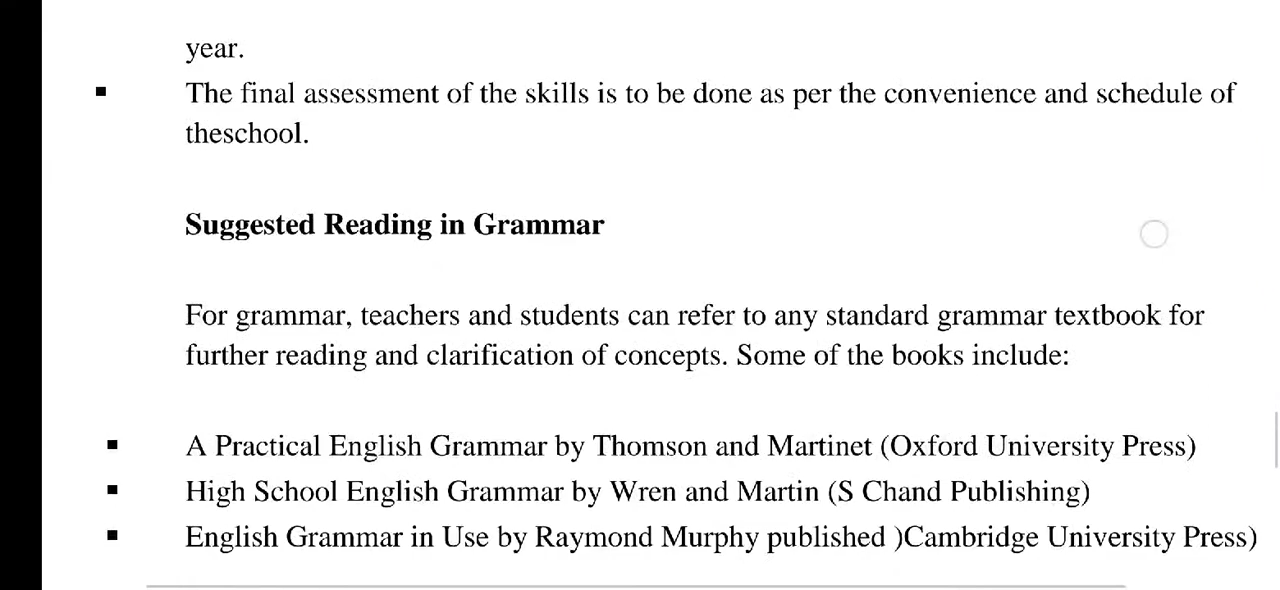 year.
▪ The final assessment of the skills is to be done as per the convenience and schedule of
theschool.
Suggested Reading in Grammar
For grammar, teachers and students can refer to any standard grammar textbook for
further reading and clarification of concepts. Some of the books include:
▪ A Practical English Grammar by Thomson and Martinet (Oxford University Press)
▪ High School English Grammar by Wren and Martin (S Chand Publishing)
▪ English Grammar in Use by Raymond Murphy published )Cambridge University Press)